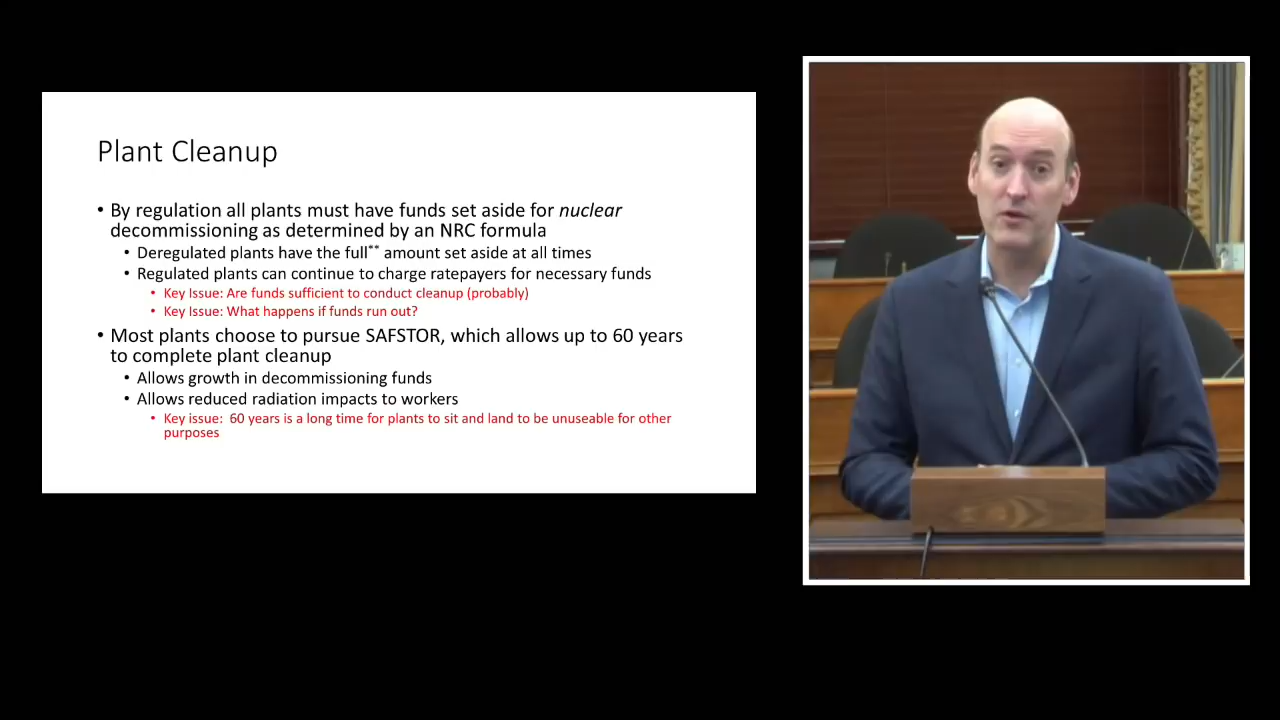 Plant Cleanup
• By regulation all plants must have funds set aside for nuclear
decommissioning as determined by an NRC formula
• Deregulated plants have the full** amount set aside at all times
• Regulated plants can continue to charge ratepayers for necessary funds
• Key Issue: Are funds sufficient to conduct cleanup (probably)
• Key Issue: What happens if funds run out?
• Most plants choose to pursue SAFSTOR, which allows up to 60 years
to complete plant cleanup
• Allows growth in decommissioning funds
• Allows reduced radiation impacts to workers
• Key issue: 60 years is a long time for plants to sit and land to be unuseable for other
purposes